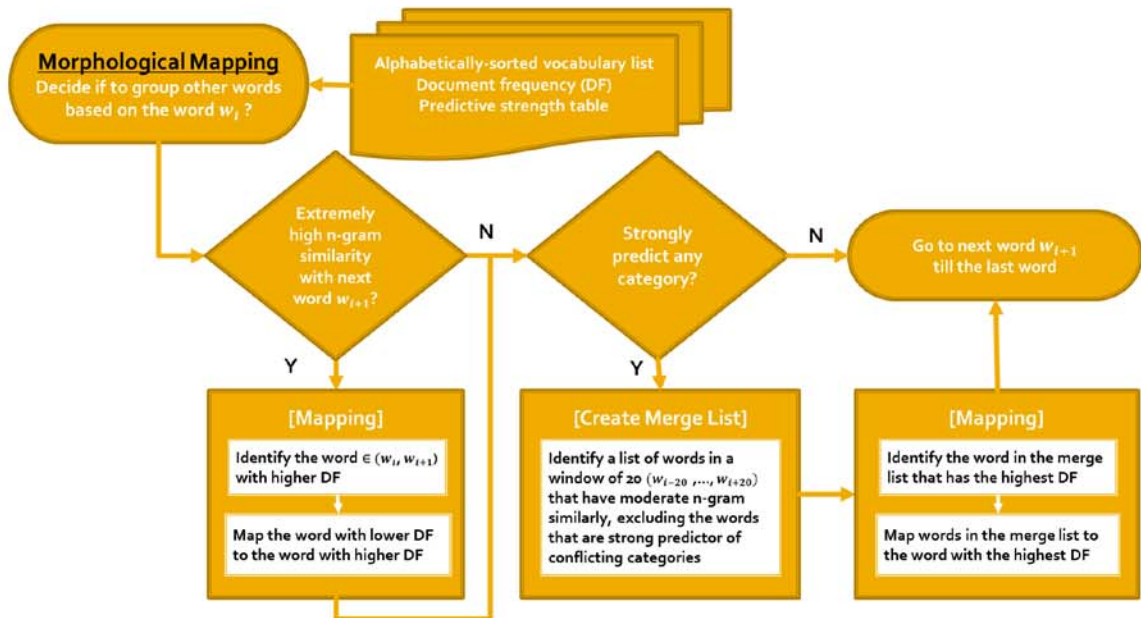 Morphological Mapping
Decide if to group other words
based on the word wᵢ ?
Alphabetically-sorted vocabulary list
Document frequency (DF)
Predictive strength table
Extremely
high n-gram
similarity
with next
word wᵢ₊₁?
N
Strongly
predict any
category?
N
Go to next word wᵢ₊₁
till the last word
Y
Y
[Mapping]
Identify the word ∈ (wᵢ, wᵢ₊₁)
with higher DF
Map the word with lower DF
to the word with higher DF
[Create Merge List]
Identify a list of words in a
window of 20 (wᵢ₋₂₀ ,…, wᵢ₊₂₀)
that have moderate n-gram
similarly, excluding the words
that are strong predictor of
conflicting categories
[Mapping]
Identify the word in the merge
list that has the highest DF
Map words in the merge list to
the word with the highest DF